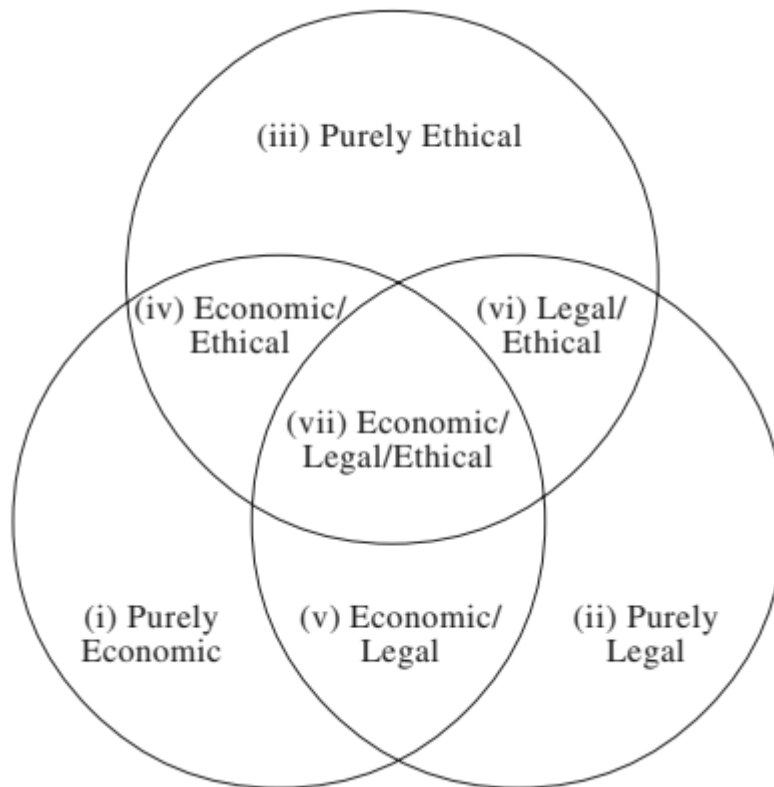 (iii) Purely Ethical
(iv) Economic/
Ethical
(vi) Legal/
Ethical
(vii) Economic/
Legal/Ethical
(i) Purely
Economic
(v) Economic/
Legal
(ii) Purely
Legal